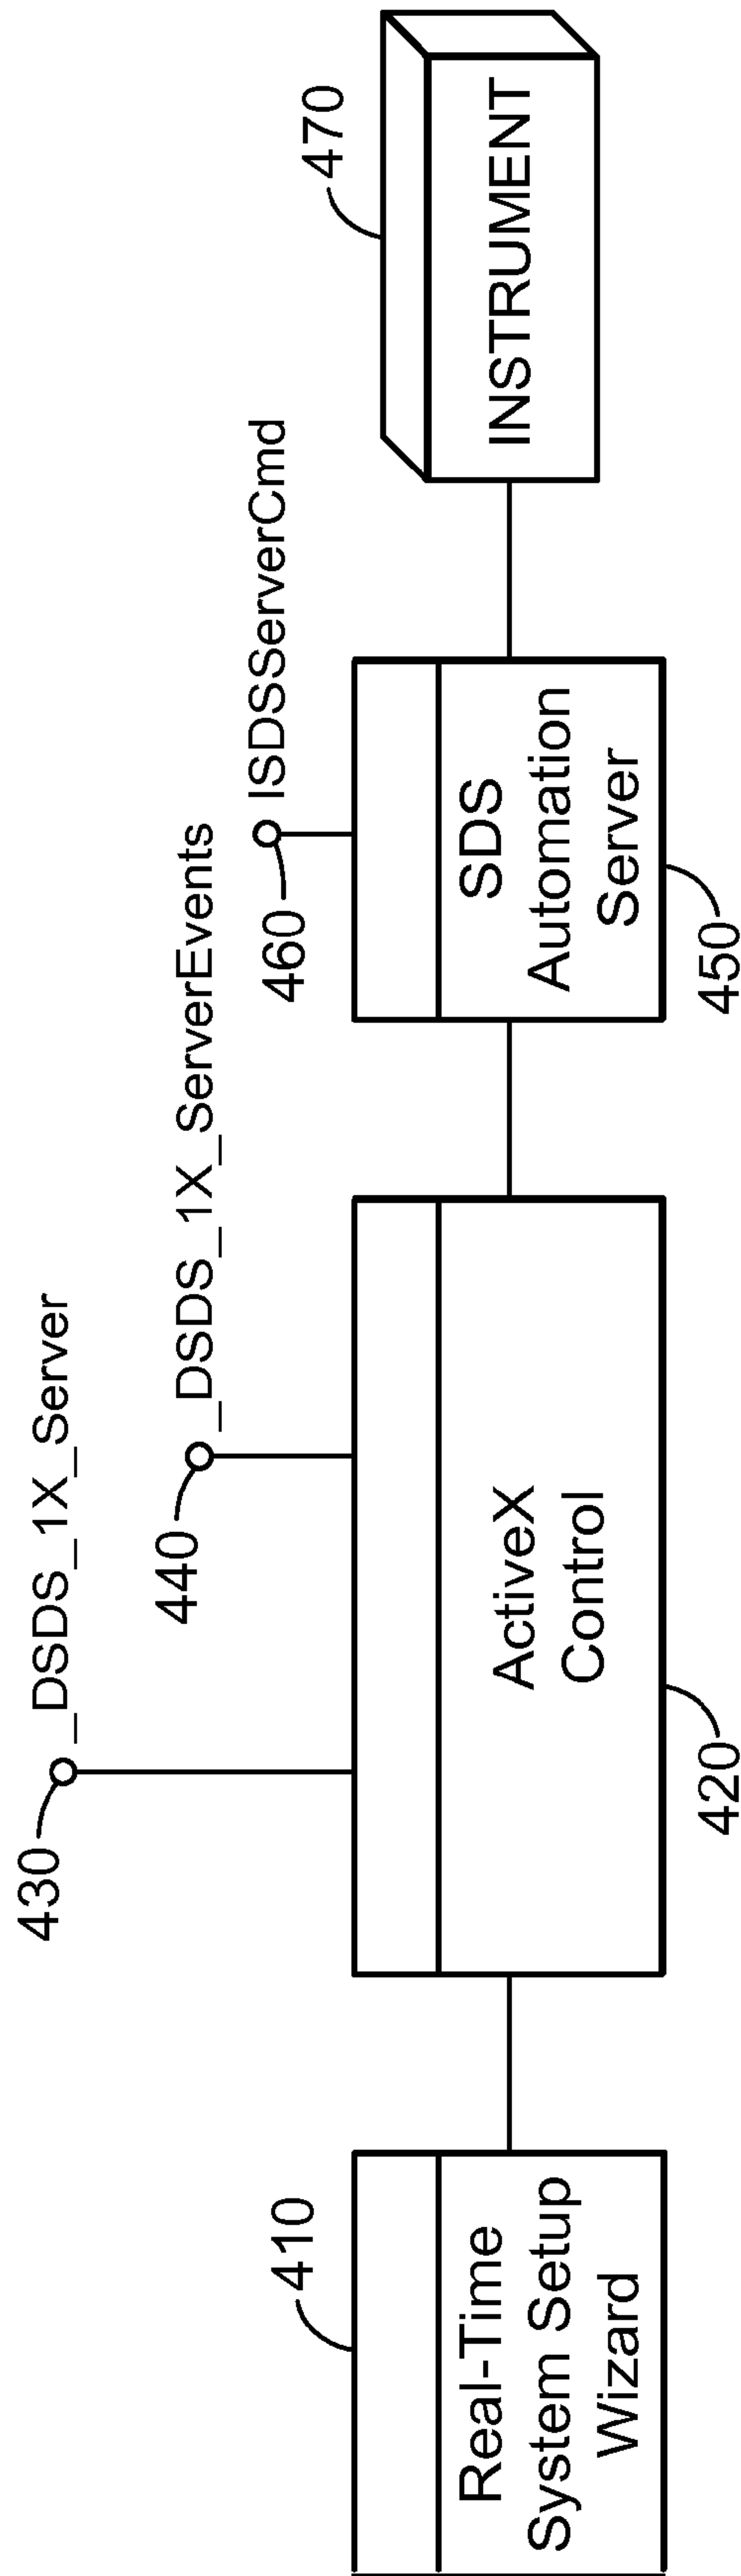 430
_DSDS_1X_Server
440
_DSDS_1X_ServerEvents
460
ISDSServerCmd
410
470
Real-Time
System Setup
Wizard
ActiveX
Control
SDS
Automation
Server
INSTRUMENT
420
450